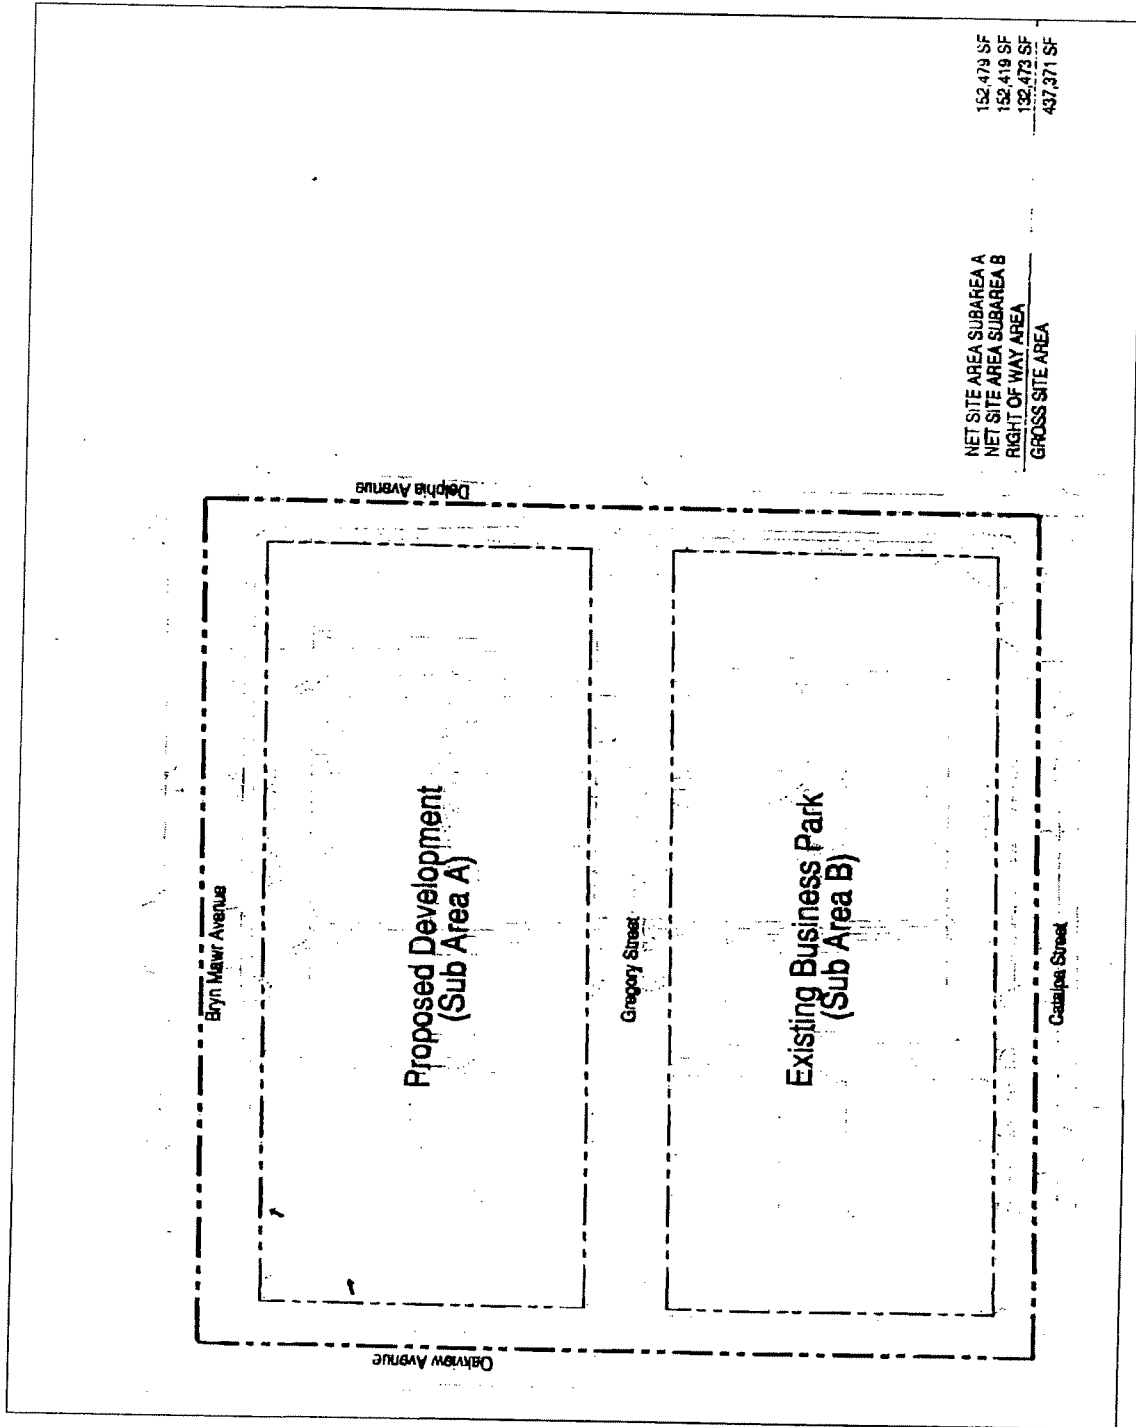 Bryn Mawr Avenue
Delphia Avenue
Proposed Development
(Sub Area A)
Gregory Street
Existing Business Park
(Sub Area B)
Oakview Avenue
Catalpa Street
NET SITE AREA SUBAREA A 152,479 SF
NET SITE AREA SUBAREA B 152,419 SF
RIGHT OF WAY AREA 132,473 SF
GROSS SITE AREA 437,371 SF